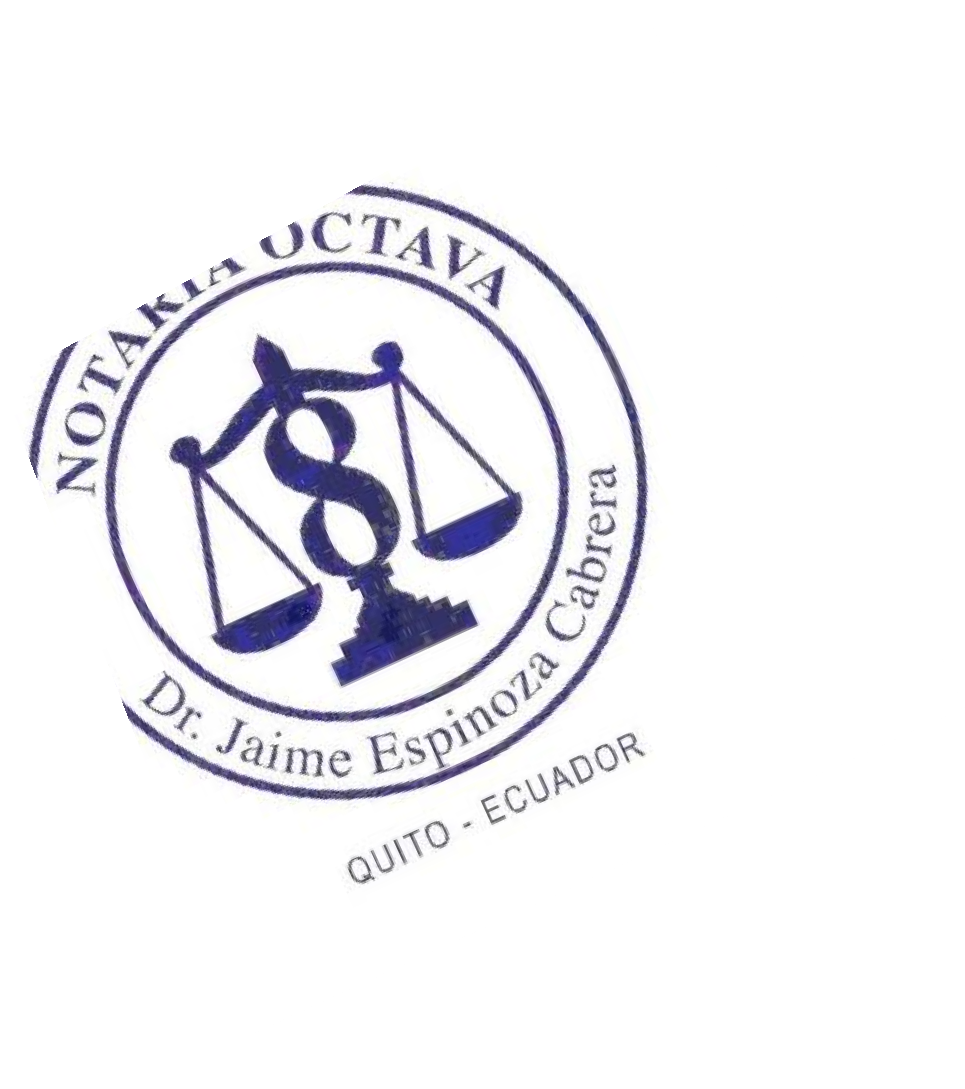 NOTARIA OCTAVA
Dr. Jaime Espinoza Cabrera
QUITO - ECUADOR